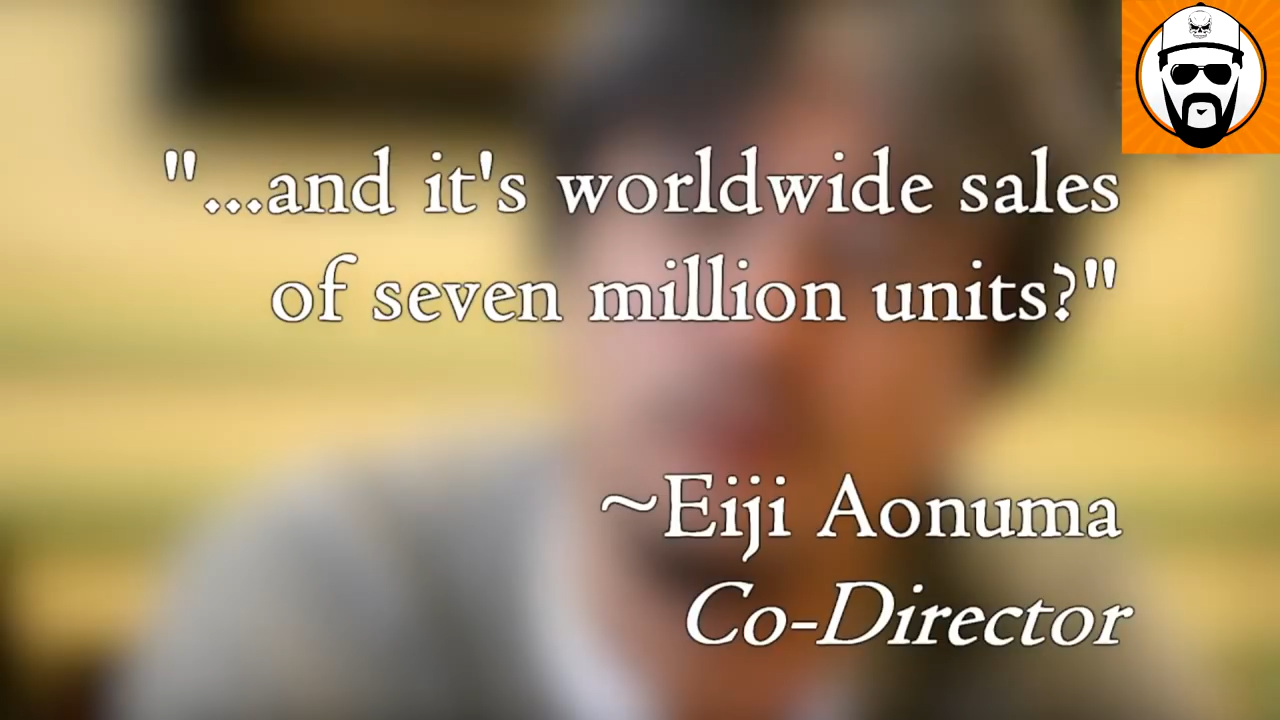 "...and it's worldwide sales
of seven million units?"
~Eiji Aonuma
Co-Director